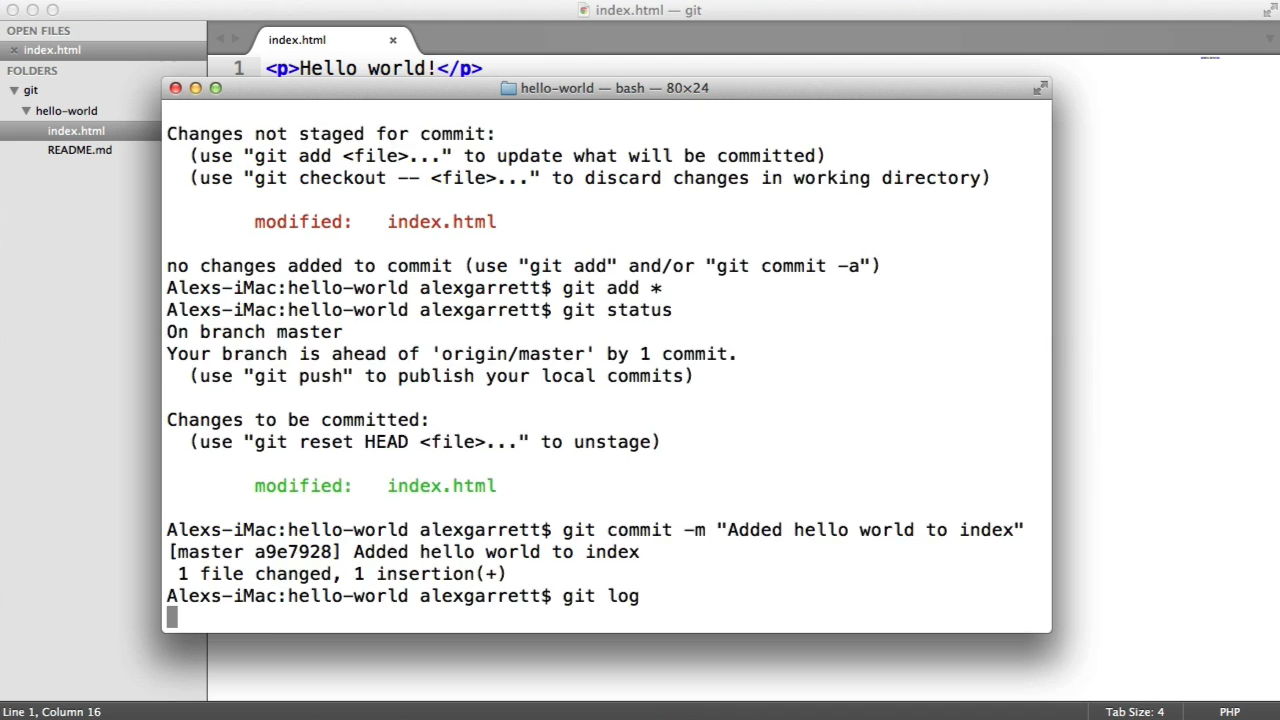 index.html — git
OPEN FILES
index.html
FOLDERS
git
hello-world
index.html
README.md
index.html
1 <p>Hello world!</p>
hello-world — bash — 80×24
Changes not staged for commit:
(use "git add <file>..." to update what will be committed)
(use "git checkout -- <file>..." to discard changes in working directory)
modified: index.html
no changes added to commit (use "git add" and/or "git commit -a")
Alexs-iMac:hello-world alexgarrett$ git add *
Alexs-iMac:hello-world alexgarrett$ git status
On branch master
Your branch is ahead of 'origin/master' by 1 commit.
(use "git push" to publish your local commits)
Changes to be committed:
(use "git reset HEAD <file>..." to unstage)
modified: index.html
Alexs-iMac:hello-world alexgarrett$ git commit -m "Added hello world to index"
[master a9e7928] Added hello world to index
1 file changed, 1 insertion(+)
Alexs-iMac:hello-world alexgarrett$ git log
Line 1, Column 16
Tab Size: 4
PHP